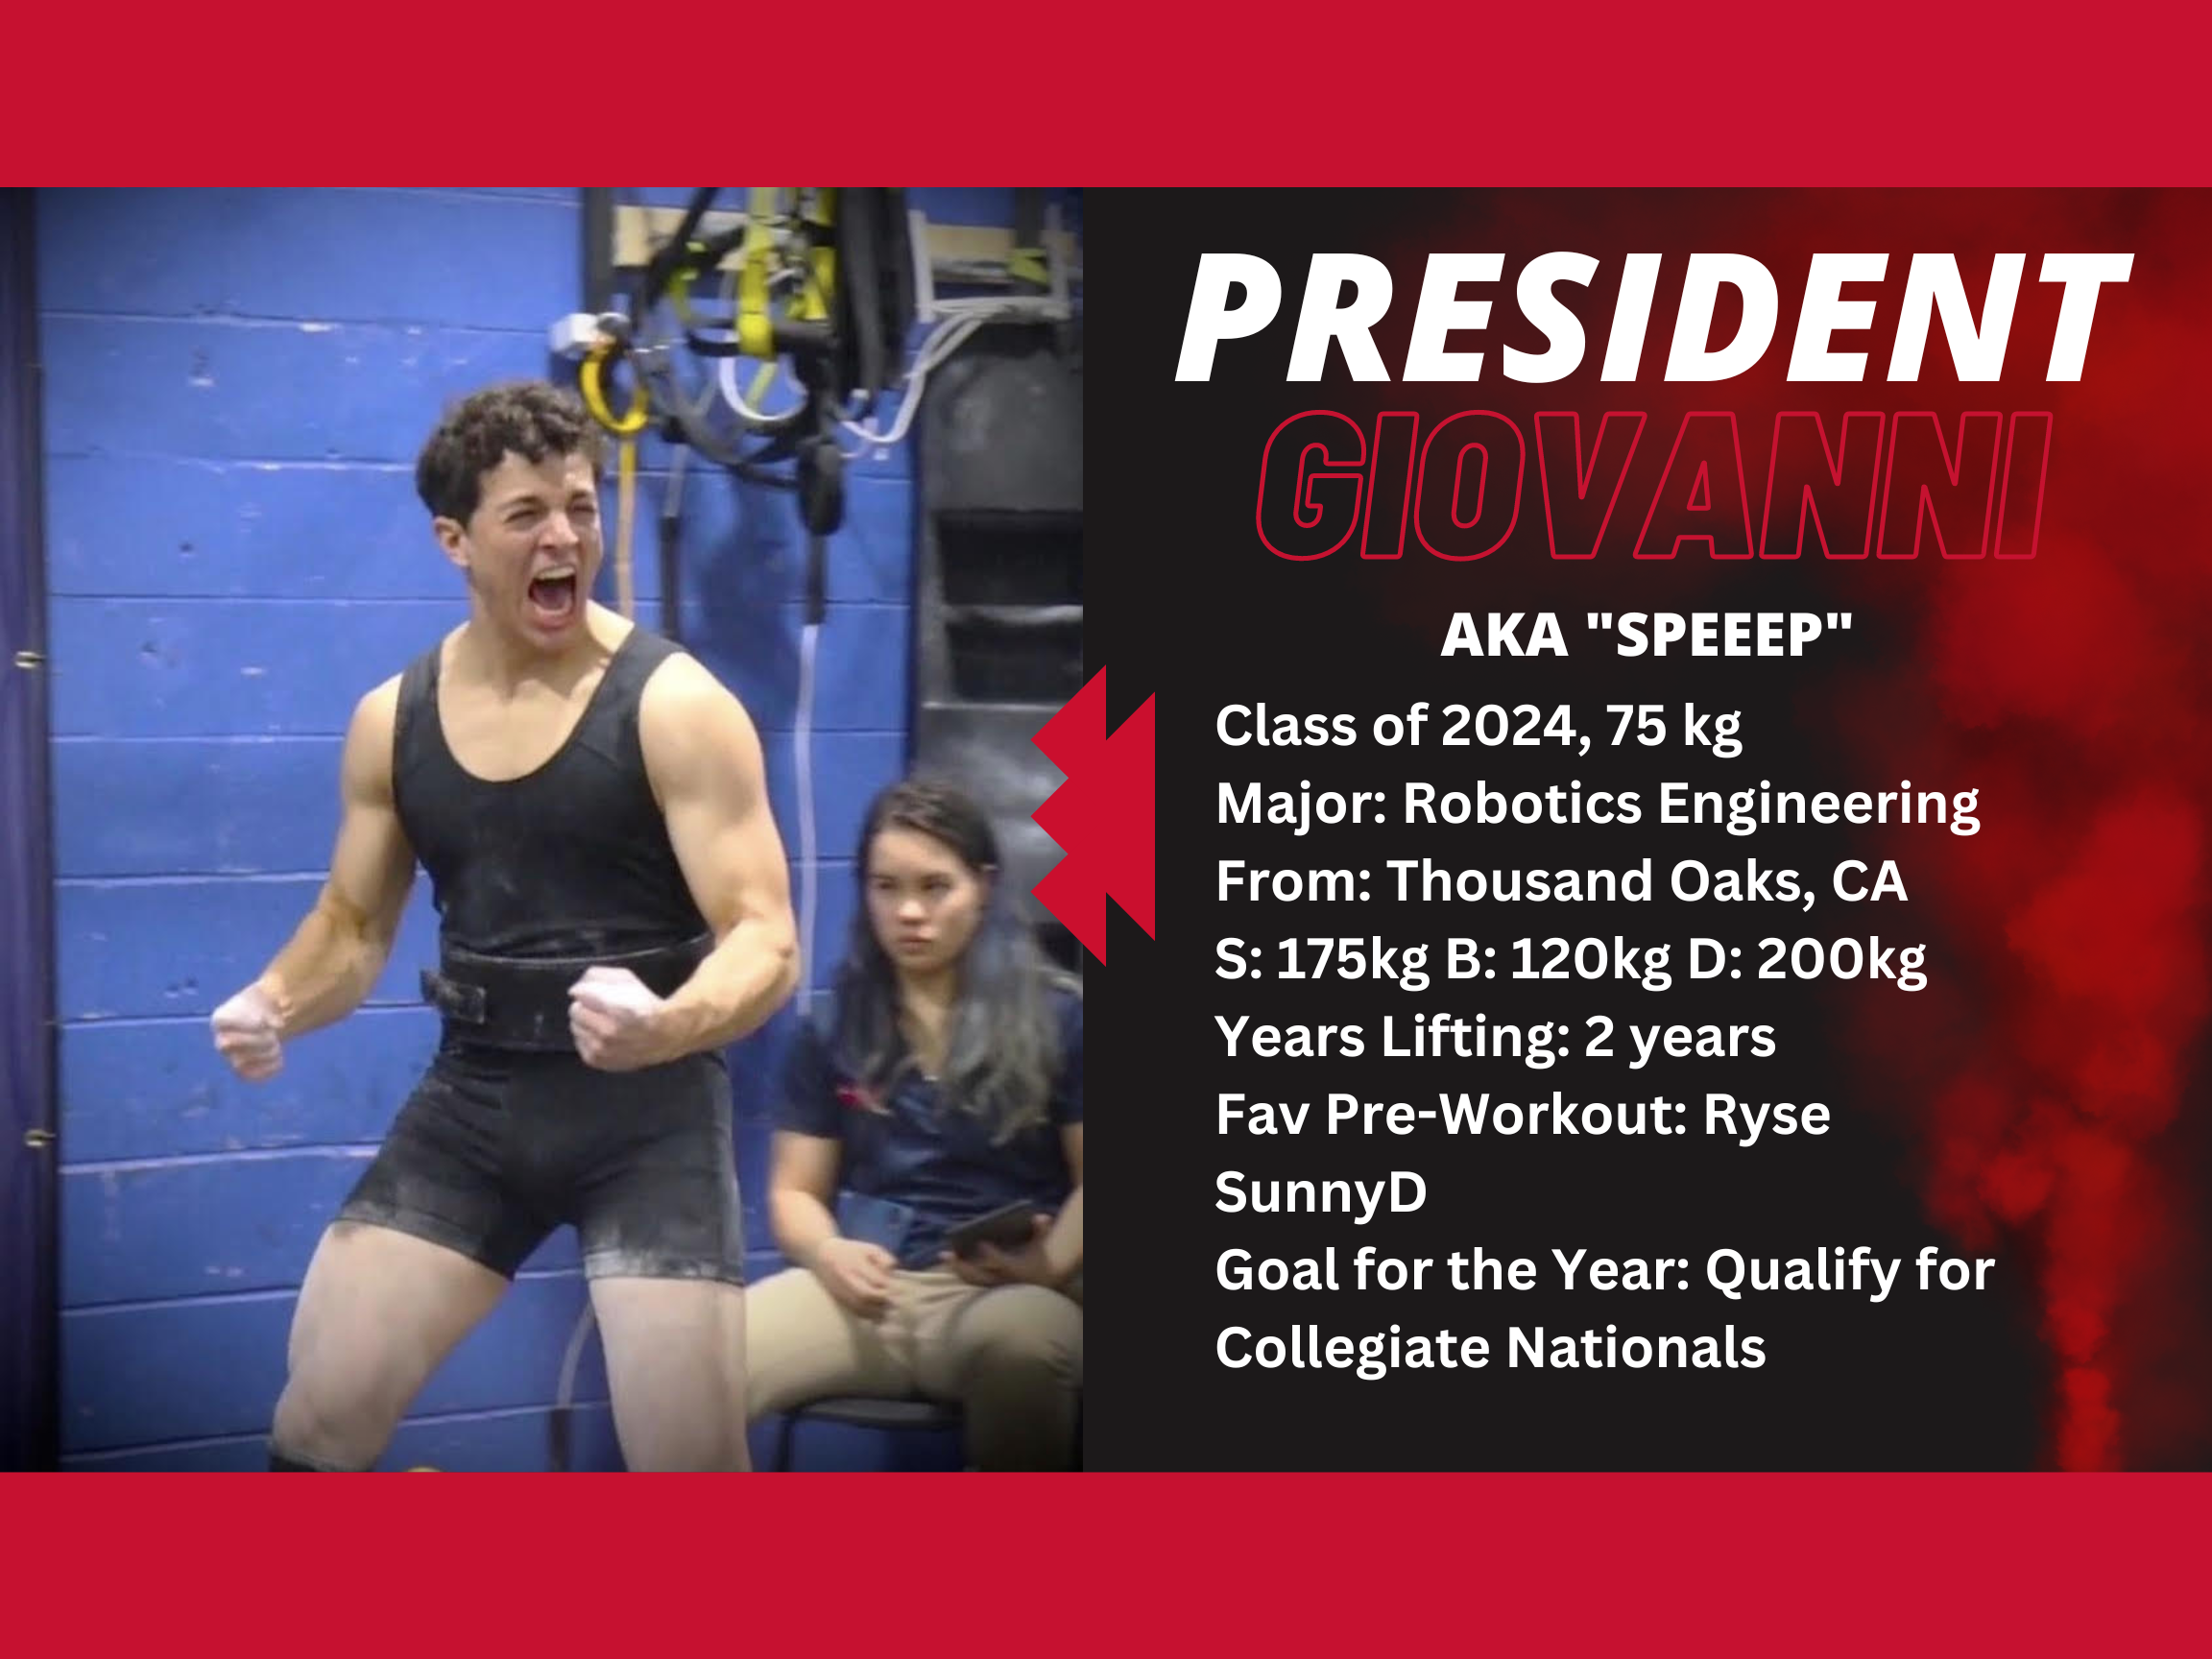 PRESIDENT
GIOVANNI
AKA "SPEEEP"
Class of 2024, 75 kg
Major: Robotics Engineering
From: Thousand Oaks, CA
S: 175kg B: 120kg D: 200kg
Years Lifting: 2 years
Fav Pre-Workout: Ryse
SunnyD
Goal for the Year: Qualify for
Collegiate Nationals